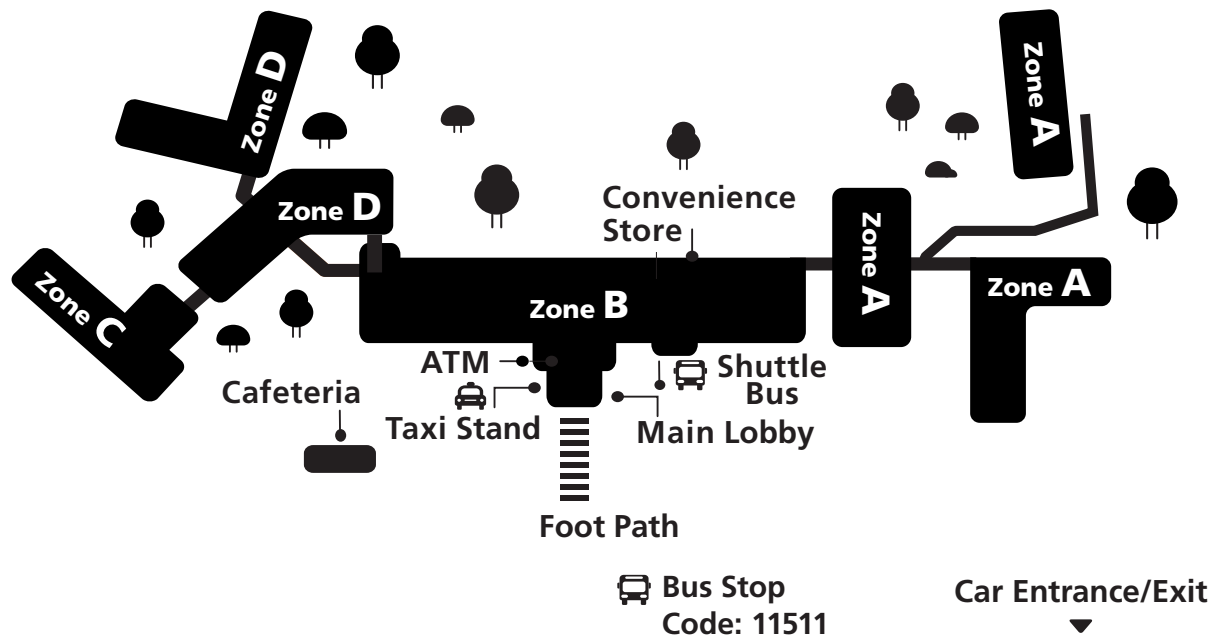 Zone D
Zone A
Zone D
Convenience
Store
Zone A
Zone A
Zone C
Zone B
ATM
Shuttle
Bus
Cafeteria
Taxi Stand
Main Lobby
Foot Path
Bus Stop
Code: 11511
Car Entrance/Exit